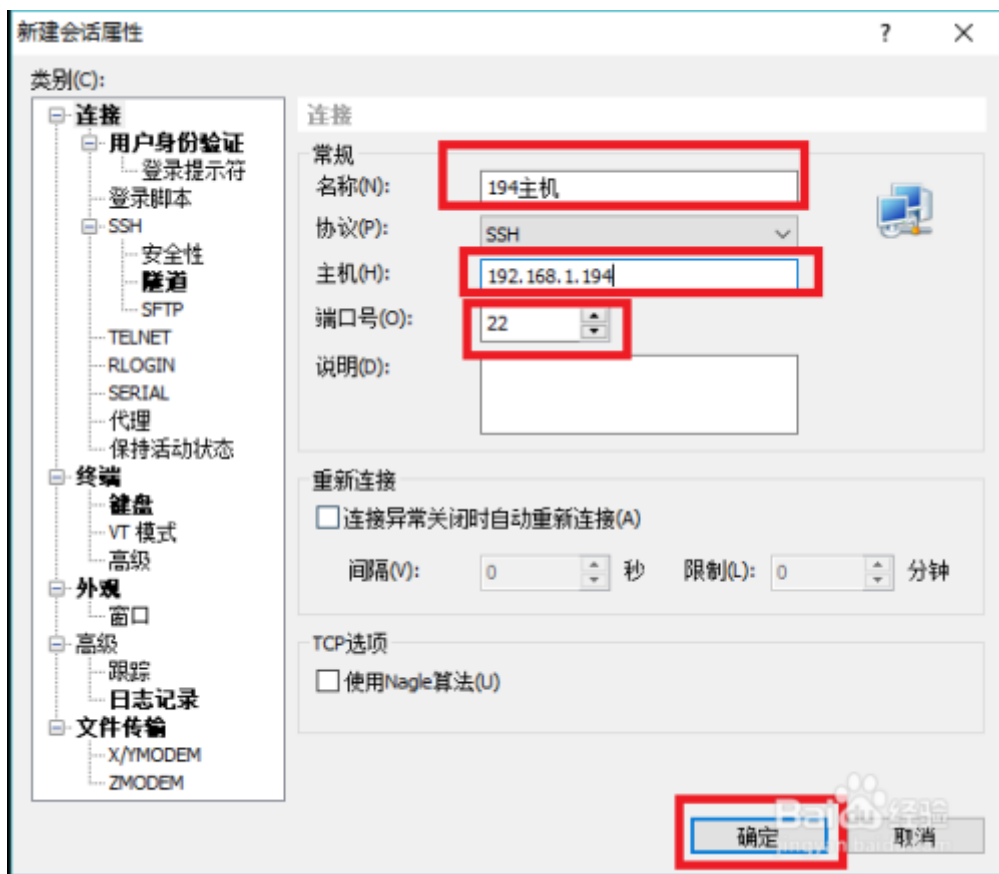 新建会话属性
?
类别(C):
连接
用户身份验证
登录提示符
登录脚本
SSH
安全性
隧道
SFTP
TELNET
RLOGIN
SERIAL
代理
保持活动状态
终端
键盘
VT 模式
高级
外观
窗口
高级
跟踪
日志记录
文件传输
X/YMODEM
ZMODEM
连接
常规
名称(N): 194主机
协议(P): SSH
主机(H): 192.168.1.194
端口号(O): 22
说明(D):
重新连接
连接异常关闭时自动重新连接(A)
间隔(V): 0 秒 限制(L): 0 分钟
TCP选项
使用Nagle算法(U)
Baidu 经验
确定 取消